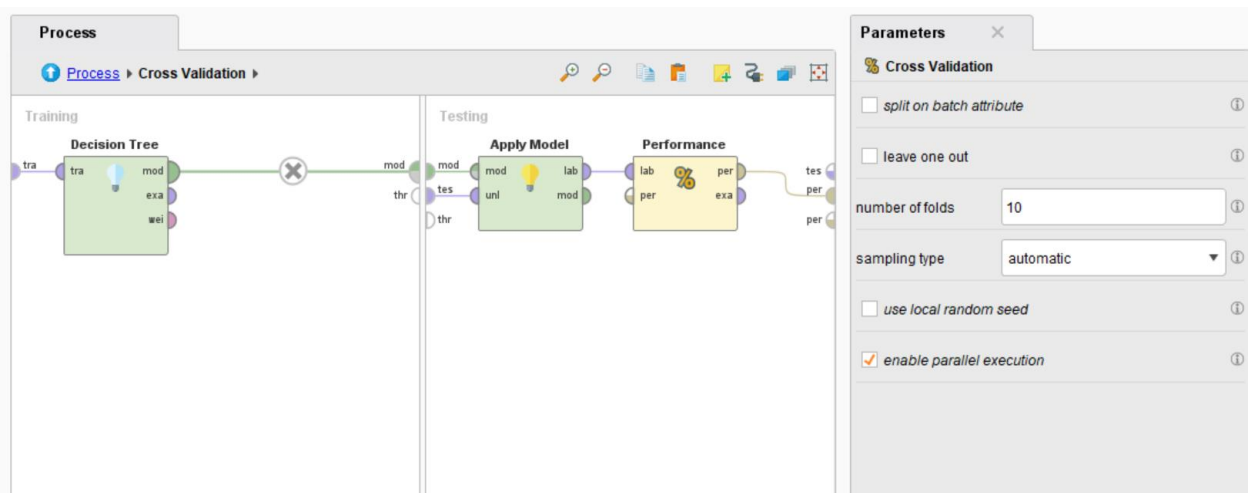 Process
Process ▸ Cross Validation ▸
Training
Decision Tree
tra
tra
mod
exa
wei
mod
thr
Testing
Apply Model
Performance
mod
tes
thr
mod
unl
lab
mod
lab
per
per
exa
tes
per
per
Parameters
% Cross Validation
split on batch attribute
leave one out
number of folds 10
sampling type automatic
use local random seed
enable parallel execution